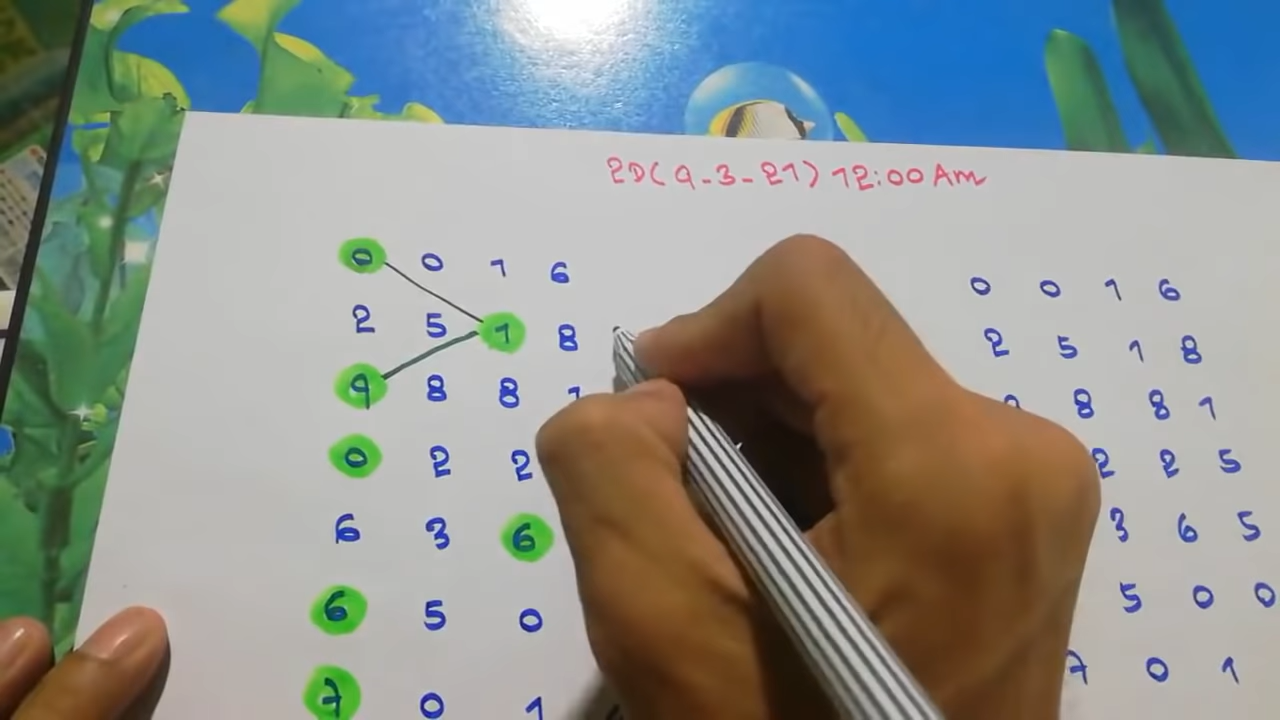 2D(9-3-21) 12:00 Am
0 0 1 6
2 5 1 8
9 8 8 1
0 2 2
6 3 6
6 5 0
7 0 1
0 0 1 6
2 5 1 8
8 8 1
2 2 5
3 6 5
5 0 0
7 0 1